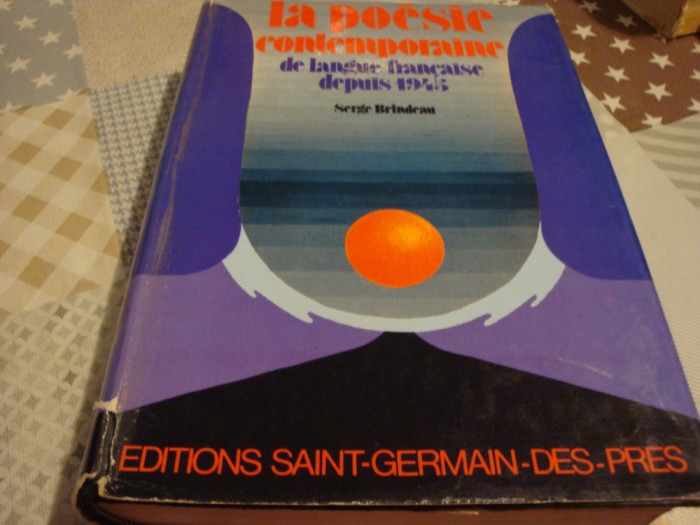 la poésie
contemporaine
de langue française
depuis 1945
Serge Brindeau
EDITIONS SAINT-GERMAIN-DES-PRES